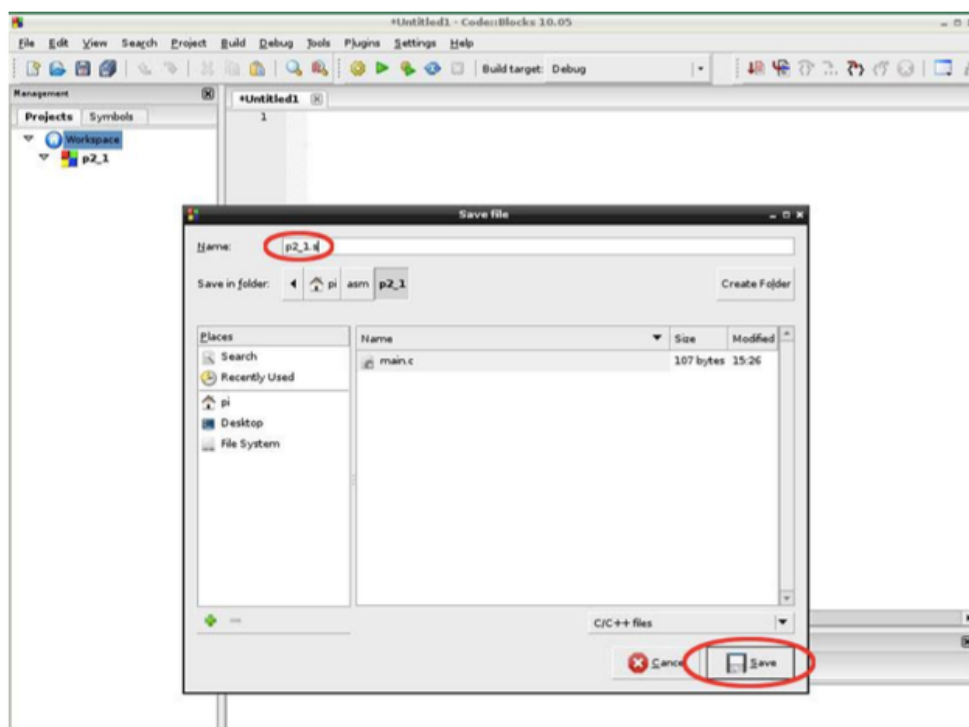 *Untitled1 - Code::Blocks 10.05
File Edit View Search Project Build Debug Tools Plugins Settings Help
Build target: Debug
Management
*Untitled1
Projects Symbols
1
Workspace
p2_1
Save file
Name: p2_1.s
Save in folder: pi asm p2_1 Create Folder
Places
Name Size Modified
Search
main.c 107 bytes 15:26
Recently Used
pi
Desktop
File System
C/C++ files
Cancel Save